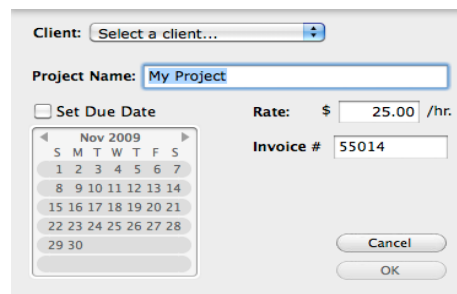 Client: Select a client...
Project Name: My Project
Set Due Date
Rate: $ 25.00 /hr.
Nov 2009
Invoice # 55014
S M T W T F S
1 2 3 4 5 6 7
8 9 10 11 12 13 14
15 16 17 18 19 20 21
22 23 24 25 26 27 28
29 30
Cancel
OK